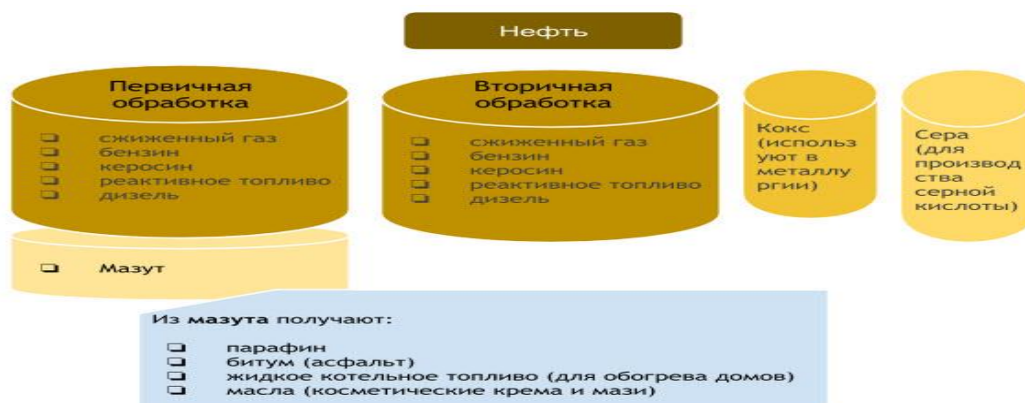 Нефть
Первичная
обработка
❑ сжиженный газ
❑ бензин
❑ керосин
❑ реактивное топливо
❑ дизель
❑ Мазут
Вторичная
обработка
❑ сжиженный газ
❑ бензин
❑ керосин
❑ реактивное топливо
❑ дизель
Кокс
(использ
уют в
металлу
ргии)
Сера
(для
производ
ства
серной
кислоты)
Из мазута получают:
❑ парафин
❑ битум (асфальт)
❑ жидкое котельное топливо (для обогрева домов)
❑ масла (косметические крема и мази)